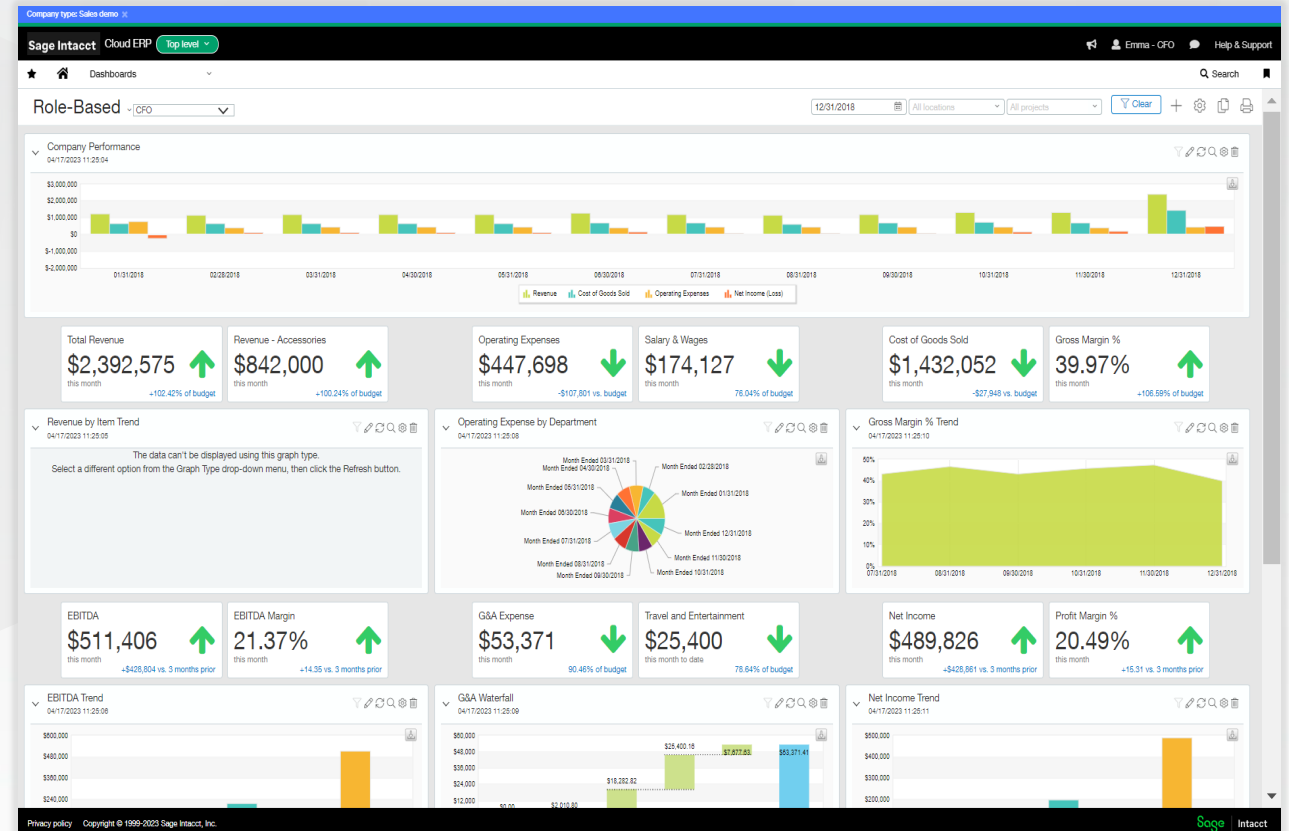 Company type: Sales demo x
Sage Intacct Cloud ERP Top level
Emma - CFO Help & Support
Dashboards
Search
Role-Based CFO
12/31/2018 All locations All projects Clear
Company Performance
04/17/2023 11:25:04
$3,000,000
$2,000,000
$1,000,000
$0
$-1,000,000
$-2,000,000
01/31/2018 02/28/2018 03/31/2018 04/30/2018 05/31/2018 06/30/2018 07/31/2018 08/31/2018 09/30/2018 10/31/2018 11/30/2018 12/31/2018
Revenue Cost of Goods Sold Operating Expenses Net Income (Loss)
Total Revenue
$2,392,575
this month
+102.42% of budget
Revenue - Accessories
$842,000
this month
+100.24% of budget
Operating Expenses
$447,698
this month
-$107,801 vs. budget
Salary & Wages
$174,127
this month
76.04% of budget
Cost of Goods Sold
$1,432,052
this month
-$27,948 vs. budget
Gross Margin %
39.97%
this month
+106.59% of budget
Revenue by Item Trend
04/17/2023 11:25:05
The data can't be displayed using this graph type.
Select a different option from the Graph Type drop-down menu, then click the Refresh button.
Operating Expense by Department
04/17/2023 11:25:08
Month Ended 03/31/2018
Month Ended 04/30/2018
Month Ended 02/28/2018
Month Ended 05/31/2018
Month Ended 01/31/2018
Month Ended 06/30/2018
Month Ended 12/31/2018
Month Ended 07/31/2018
Month Ended 11/30/2018
Month Ended 08/31/2018
Month Ended 10/31/2018
Month Ended 09/30/2018
Gross Margin % Trend
04/17/2023 11:25:10
50%
40%
30%
20%
10%
0%
07/31/2018 08/31/2018 09/30/2018 10/31/2018 11/30/2018 12/31/2018
EBITDA
$511,406
this month
+$428,804 vs. 3 months prior
EBITDA Margin
21.37%
this month
+14.35 vs. 3 months prior
G&A Expense
$53,371
this month
90.46% of budget
Travel and Entertainment
$25,400
this month to date
78.64% of budget
Net Income
$489,826
this month
+$428,861 vs. 3 months prior
Profit Margin %
20.49%
this month
+15.31 vs. 3 months prior
EBITDA Trend
04/17/2023 11:25:06
$600,000
$480,000
$360,000
$240,000
G&A Waterfall
04/17/2023 11:25:09
$60,000
$48,000
$36,000
$24,000
$12,000
$0.00
$2,010.80
$18,282.82
$25,400.16
$7,677.63
$53,371.41
Net Income Trend
04/17/2023 11:25:11
$500,000
$400,000
$300,000
$200,000
Privacy policy Copyright © 1999-2023 Sage Intacct, Inc.
Sage Intacct